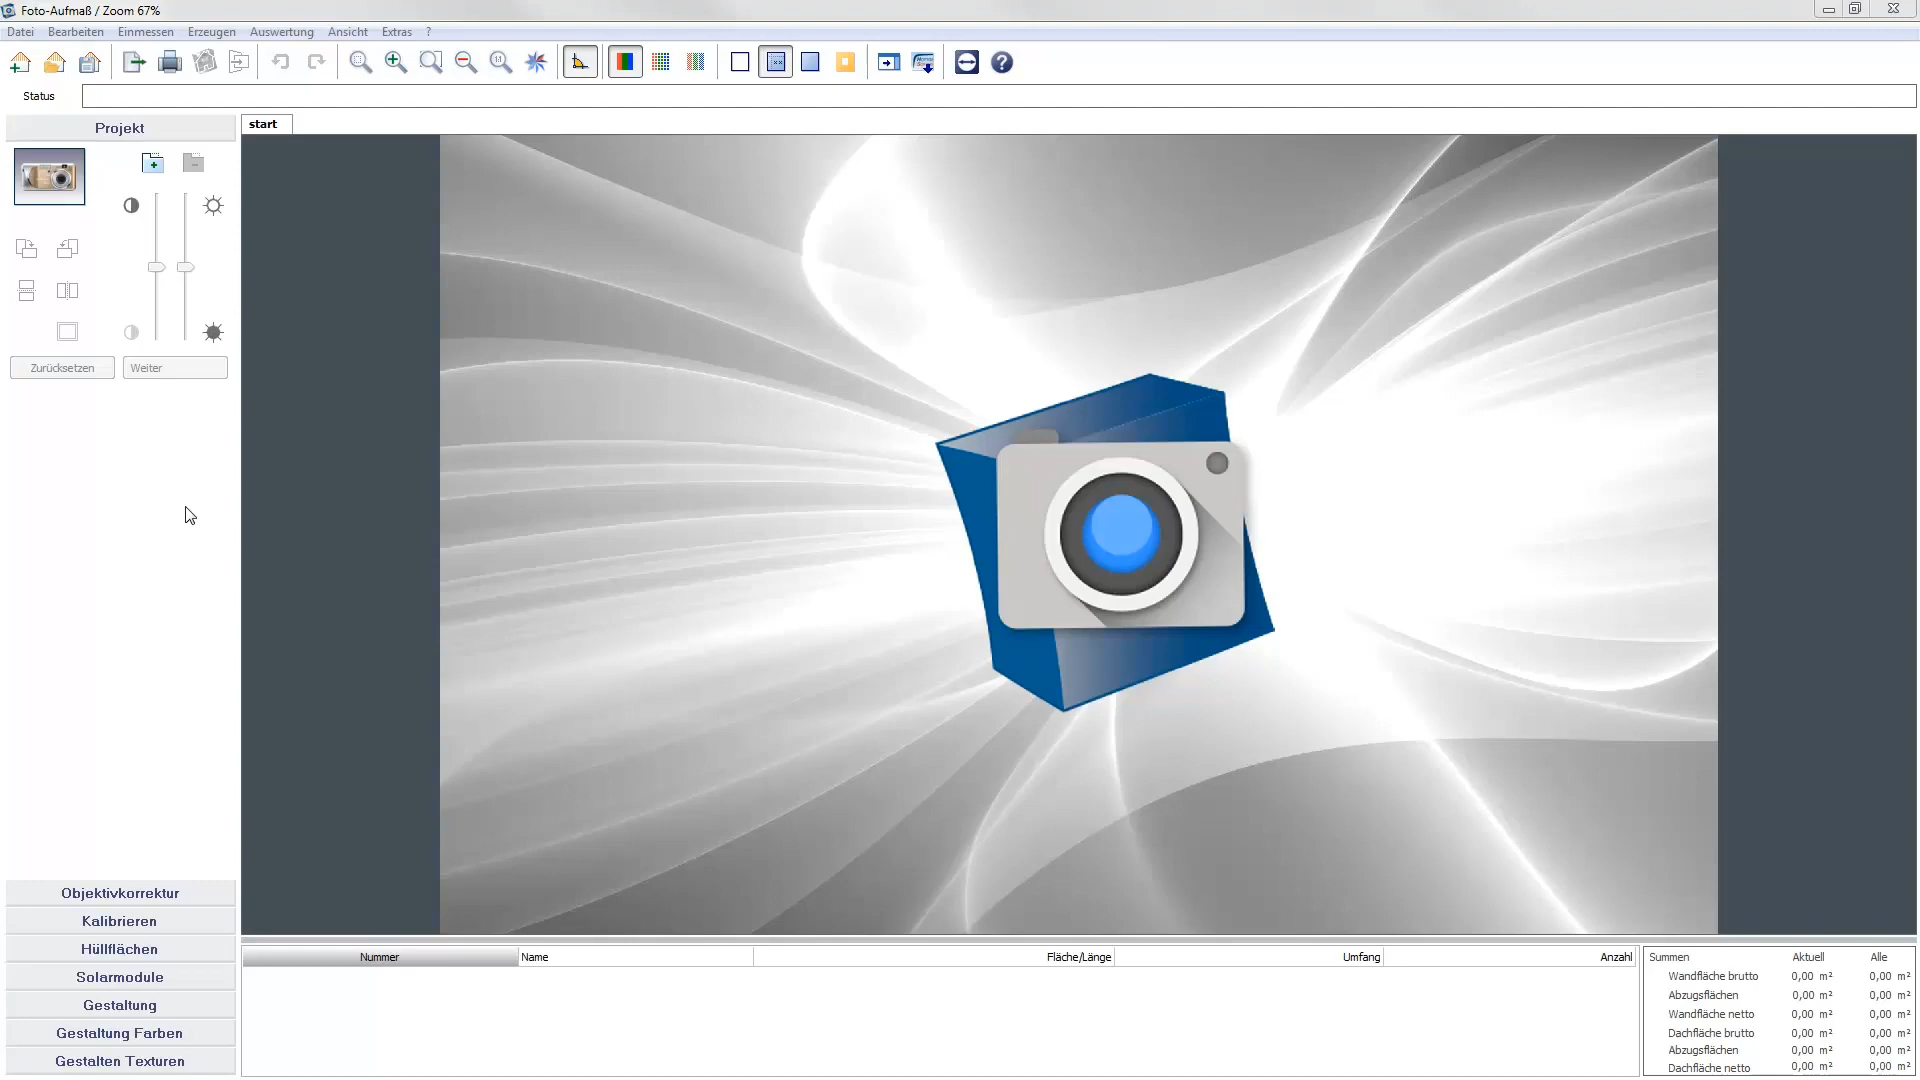 Foto-Aufmaß / Zoom 67%
Datei Bearbeiten Einmessen Erzeugen Auswertung Ansicht Extras ?
Status
Projekt
start
Zurücksetzen Weiter
Objektivkorrektur
Kalibrieren
Hüllflächen
Solarmodule
Gestaltung
Gestaltung Farben
Gestalten Texturen
Nummer Name Fläche/Länge Umfang Anzahl
Summen Aktuell Alle
Wandfläche brutto 0,00 m² 0,00 m²
Abzugsflächen 0,00 m² 0,00 m²
Wandfläche netto 0,00 m² 0,00 m²
Dachfläche brutto 0,00 m² 0,00 m²
Abzugsflächen 0,00 m² 0,00 m²
Dachfläche netto 0,00 m² 0,00 m²